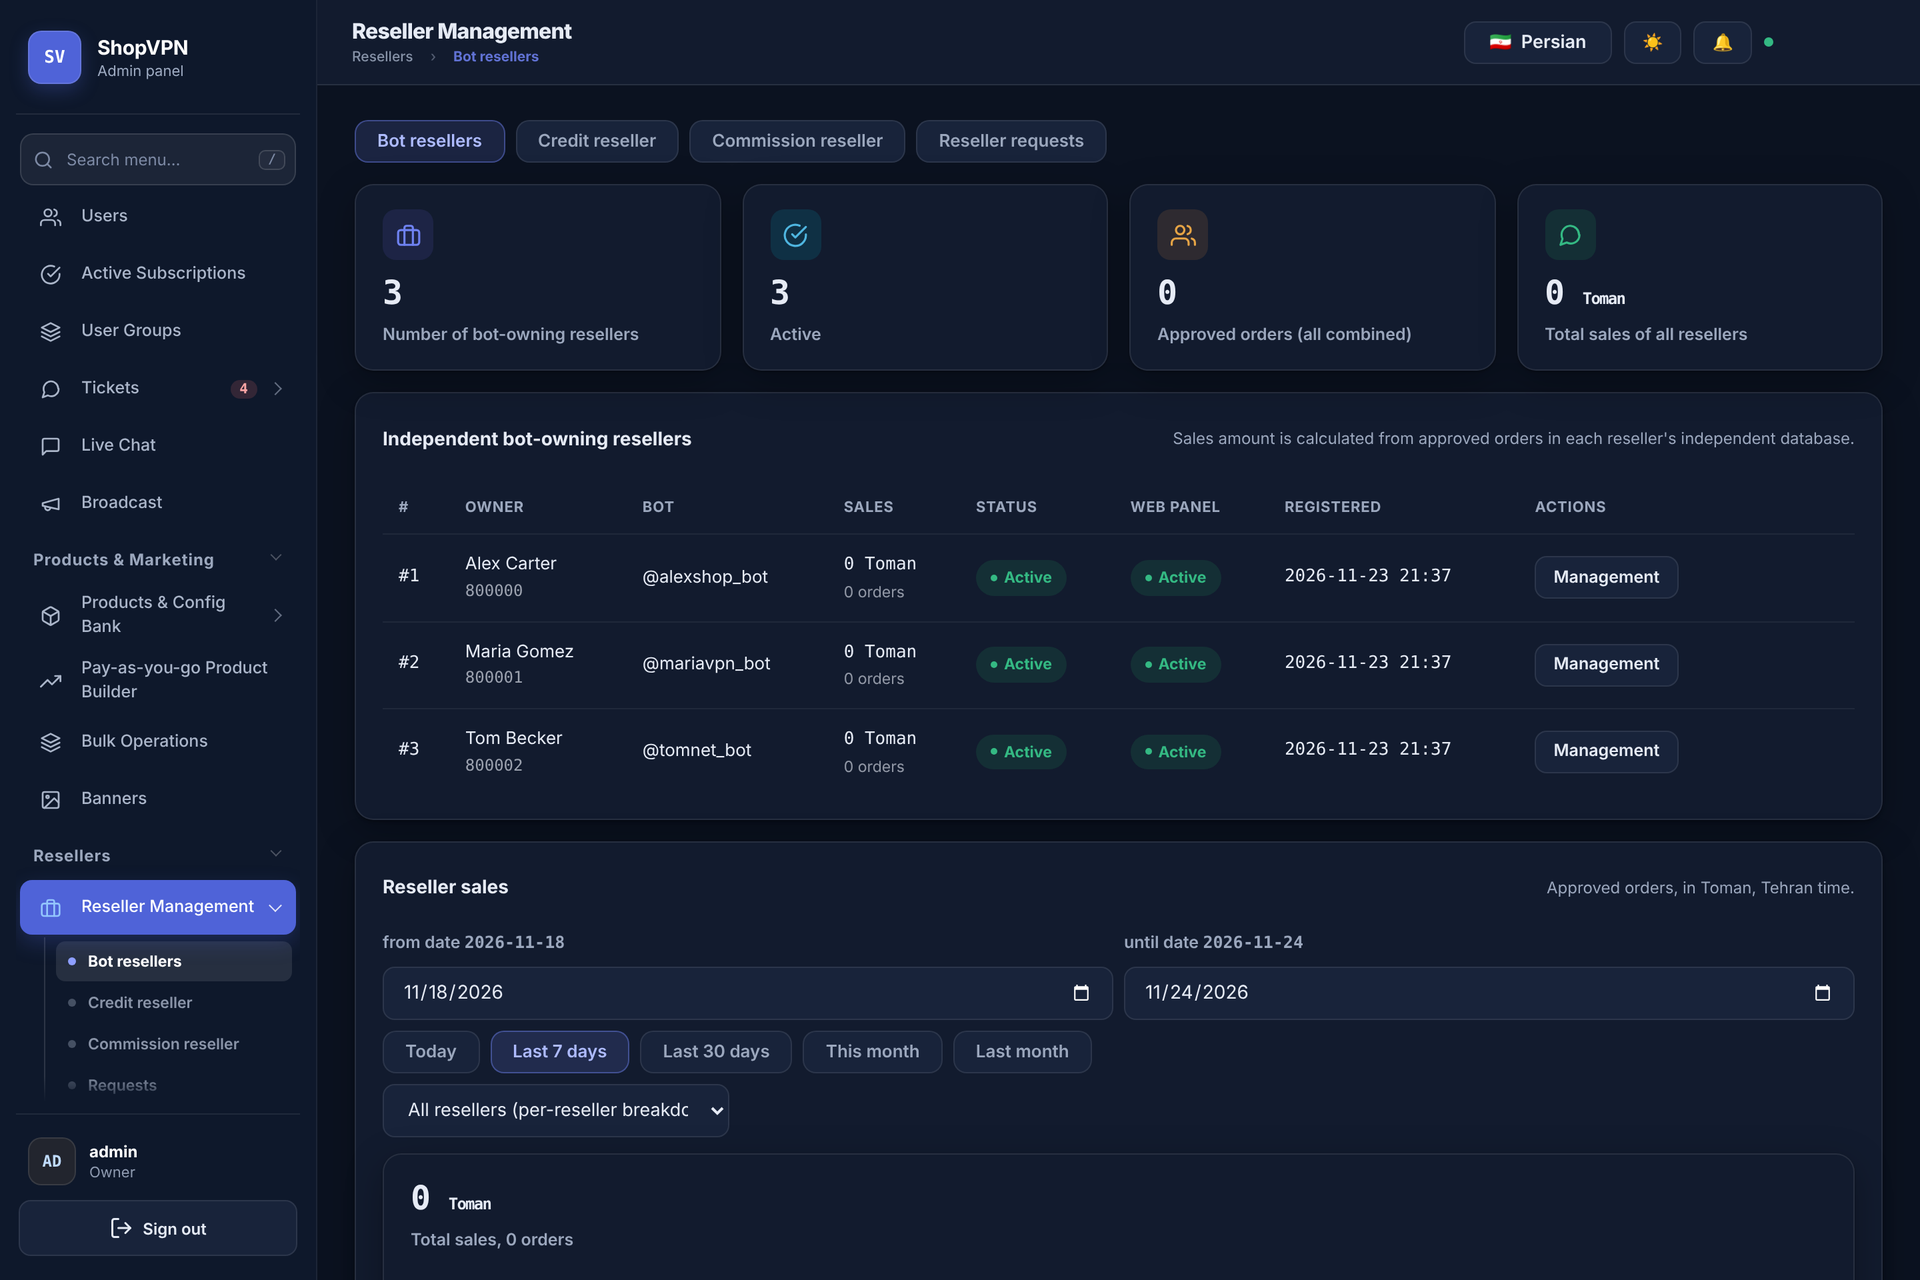 SV
ShopVPN
Admin panel
Search menu...
/
Users
Active Subscriptions
User Groups
Tickets
4
Live Chat
Broadcast
Products & Marketing
Products & Config
Bank
Pay-as-you-go Product
Builder
Bulk Operations
Banners
Resellers
Reseller Management
Bot resellers
Credit reseller
Commission reseller
Requests
AD
admin
Owner
Sign out
Reseller Management
Resellers › Bot resellers
Persian
Bot resellers
Credit reseller
Commission reseller
Reseller requests
3
Number of bot-owning resellers
3
Active
0
Approved orders (all combined)
0 Toman
Total sales of all resellers
Independent bot-owning resellers
Sales amount is calculated from approved orders in each reseller's independent database.
# OWNER BOT SALES STATUS WEB PANEL REGISTERED ACTIONS
#1 Alex Carter 800000 @alexshop_bot 0 Toman 0 orders Active Active 2026-11-23 21:37 Management
#2 Maria Gomez 800001 @mariavpn_bot 0 Toman 0 orders Active Active 2026-11-23 21:37 Management
#3 Tom Becker 800002 @tomnet_bot 0 Toman 0 orders Active Active 2026-11-23 21:37 Management
Reseller sales
Approved orders, in Toman, Tehran time.
from date 2026-11-18
until date 2026-11-24
11/18/2026
11/24/2026
Today
Last 7 days
Last 30 days
This month
Last month
All resellers (per-reseller breakdo
0 Toman
Total sales, 0 orders